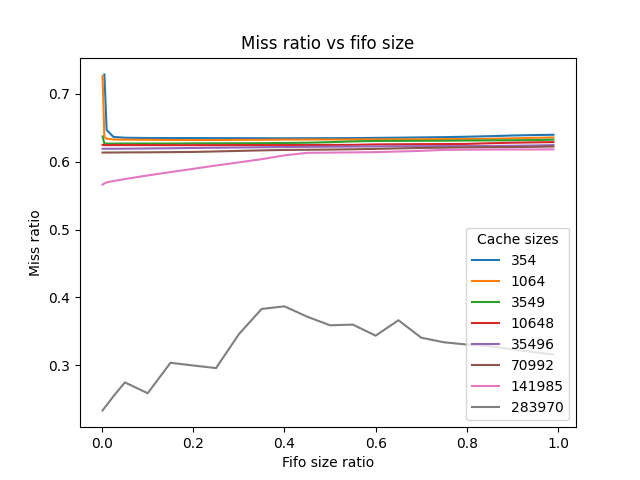 Miss ratio vs fifo size
0.7
0.6
0.5
0.4
0.3
Miss ratio
Cache sizes
354
1064
3549
10648
35496
70992
141985
283970
0.0 0.2 0.4 0.6 0.8 1.0
Fifo size ratio